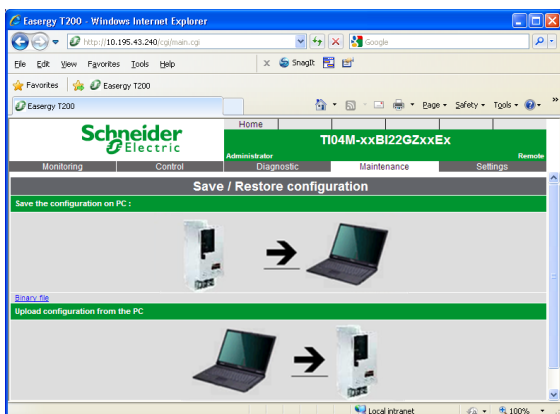 Easergy T200 - Windows Internet Explorer
http://10.195.43.240/cgi/main.cgi
Google
File Edit View Favorites Tools Help
x SnagIt
Favorites Easergy T200
Easergy T200
Page Safety Tools »
Home
Schneider Electric
TI04M-xxBI22GZxxEx
Administrator Remote
Monitoring Control Diagnostic Maintenance Settings
Save / Restore configuration
Save the configuration on PC :
Binary file
Upload configuration from the PC
Local intranet 100%